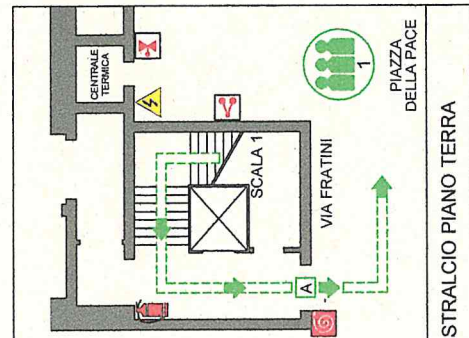 CENTRALE
TERMICA
SCALA 1
VIA FRATINI
A
1
PIAZZA
DELLA PACE
STRALCIO PIANO TERRA